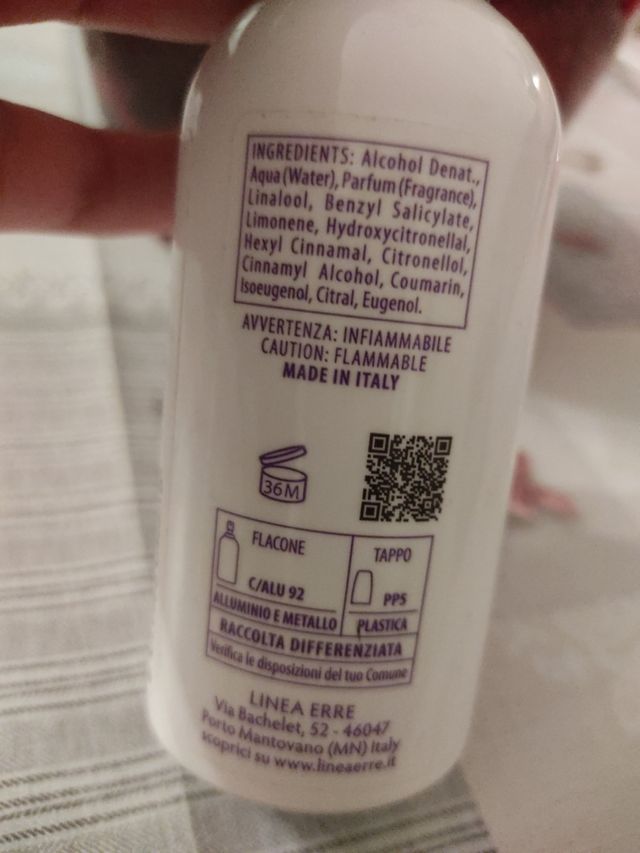 INGREDIENTS: Alcohol Denat.,
Aqua (Water), Parfum (Fragrance),
Linalool, Benzyl Salicylate,
Limonene, Hydroxycitronellal,
Hexyl Cinnamal, Citronellol,
Cinnamyl Alcohol, Coumarin,
Isoeugenol, Citral, Eugenol.
AVVERTENZA: INFIAMMABILE
CAUTION: FLAMMABLE
MADE IN ITALY
36M
FLACONE
C/ALU 92
ALLUMINIO E METALLO
TAPPO
PP5
PLASTICA
RACCOLTA DIFFERENZIATA
Verifica le disposizioni del tuo Comune
LINEA ERRE
Via Bachelet, 52 - 46047
Porto Mantovano (MN) Italy
scoprici su www.lineaerre.it